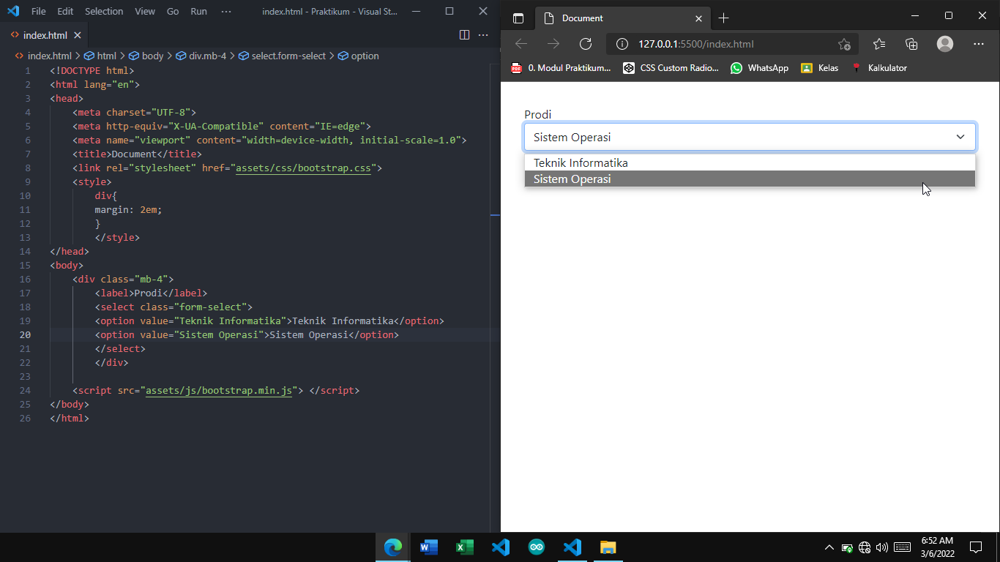 File Edit Selection View Go Run ··· index.html - Praktikum - Visual St...
index.html
index.html > html > body > div.mb-4 > select.form-select > option
1 <!DOCTYPE html>
2 <html lang="en">
3 <head>
4 <meta charset="UTF-8">
5 <meta http-equiv="X-UA-Compatible" content="IE=edge">
6 <meta name="viewport" content="width=device-width, initial-scale=1.0">
7 <title>Document</title>
8 <link rel="stylesheet" href="assets/css/bootstrap.css">
9 <style>
10 div{
11 margin: 2em;
12 }
13 </style>
14 </head>
15 <body>
16 <div class="mb-4">
17 <label>Prodi</label>
18 <select class="form-select">
19 <option value="Teknik Informatika">Teknik Informatika</option>
20 <option value="Sistem Operasi">Sistem Operasi</option>
21 </select>
22 </div>
23
24 <script src="assets/js/bootstrap.min.js"> </script>
25 </body>
26 </html>
Document
127.0.0.1:5500/index.html
PDF 0. Modul Praktikum... CSS Custom Radio... WhatsApp Kelas Kalkulator
Prodi
Sistem Operasi
Teknik Informatika
Sistem Operasi
6:52 AM
3/6/2022